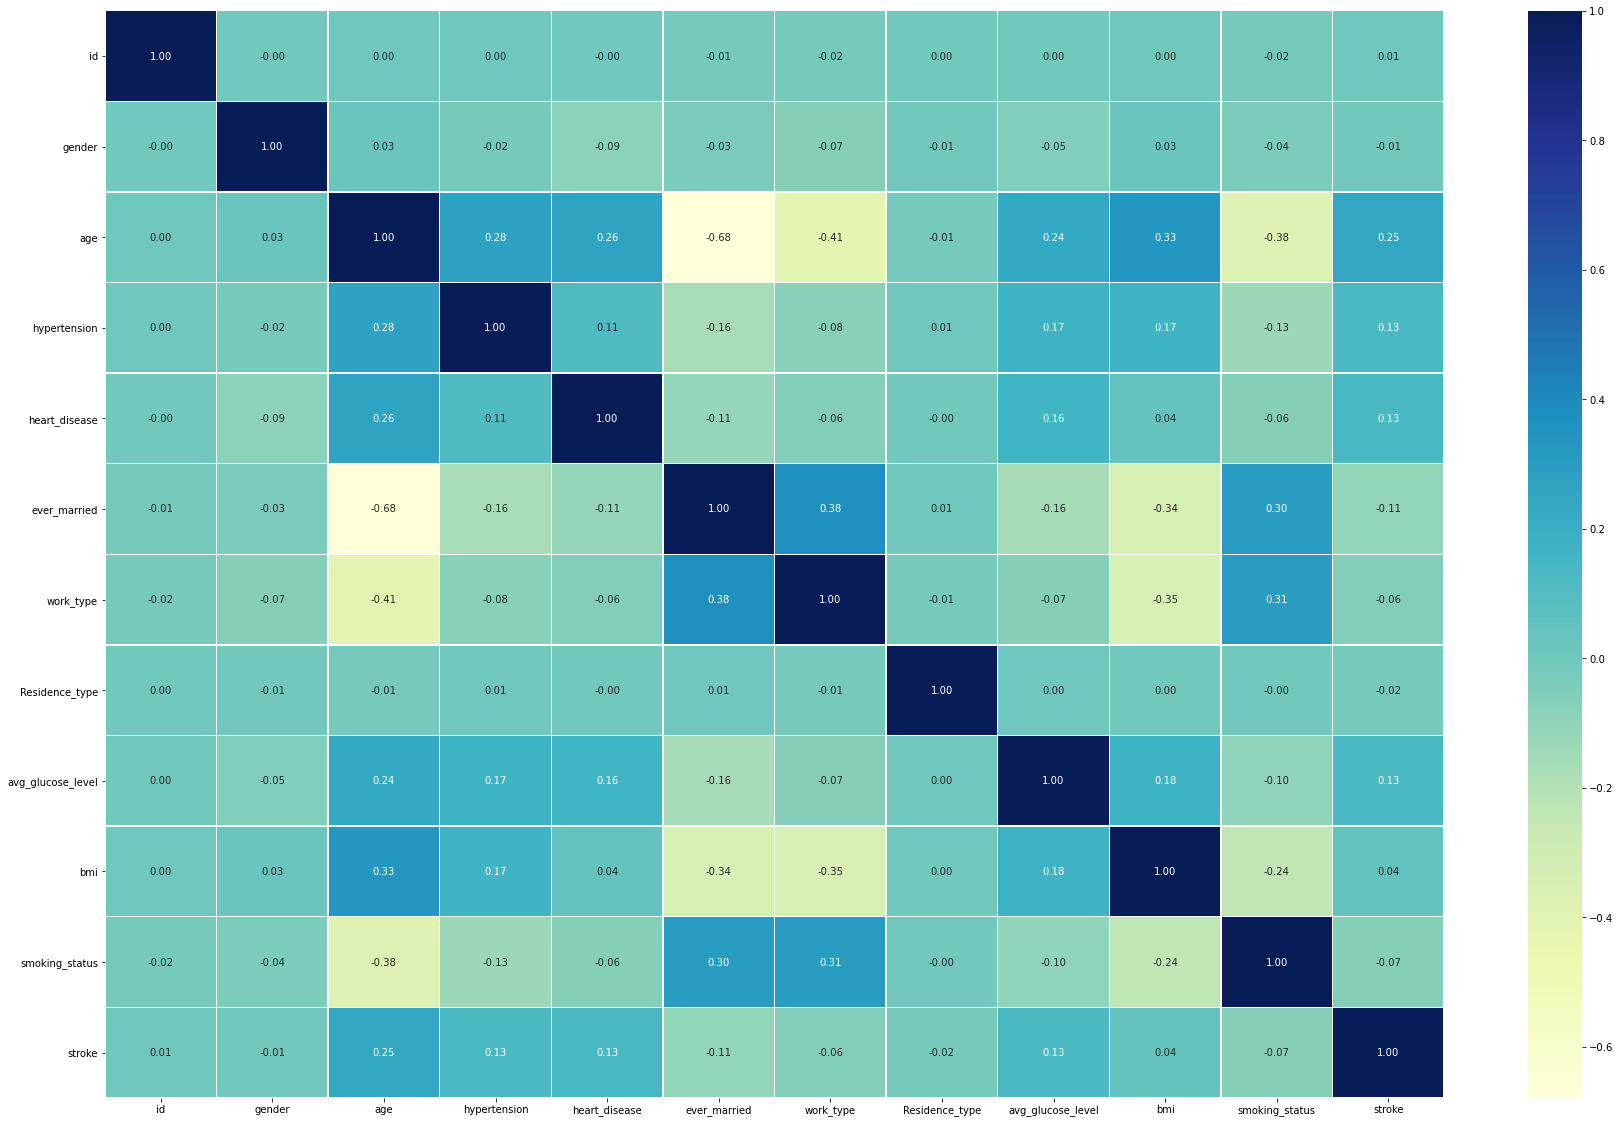 id 1.00 -0.00 0.00 0.00 -0.00 -0.01 -0.02 0.00 0.00 0.00 -0.02 0.01
gender -0.00 1.00 0.03 -0.02 -0.09 -0.03 -0.07 -0.01 -0.05 0.03 -0.04 -0.01
age 0.00 0.03 1.00 0.28 0.26 -0.68 -0.41 -0.01 0.24 0.33 -0.38 0.25
hypertension 0.00 -0.02 0.28 1.00 0.11 -0.16 -0.08 0.01 0.17 0.17 -0.13 0.13
heart_disease -0.00 -0.09 0.26 0.11 1.00 -0.11 -0.06 -0.00 0.16 0.04 -0.06 0.13
ever_married -0.01 -0.03 -0.68 -0.16 -0.11 1.00 0.38 0.01 -0.16 -0.34 0.30 -0.11
work_type -0.02 -0.07 -0.41 -0.08 -0.06 0.38 1.00 -0.01 -0.07 -0.35 0.31 -0.06
Residence_type 0.00 -0.01 -0.01 0.01 -0.00 0.01 -0.01 1.00 0.00 0.00 -0.00 -0.02
avg_glucose_level 0.00 -0.05 0.24 0.17 0.16 -0.16 -0.07 0.00 1.00 0.18 -0.10 0.13
bmi 0.00 0.03 0.33 0.17 0.04 -0.34 -0.35 0.00 0.18 1.00 -0.24 0.04
smoking_status -0.02 -0.04 -0.38 -0.13 -0.06 0.30 0.31 -0.00 -0.10 -0.24 1.00 -0.07
stroke 0.01 -0.01 0.25 0.13 0.13 -0.11 -0.06 -0.02 0.13 0.04 -0.07 1.00
id gender age hypertension heart_disease ever_married work_type Residence_type avg_glucose_level bmi smoking_status stroke
1.0
0.8
0.6
0.4
0.2
0.0
−0.2
−0.4
−0.6